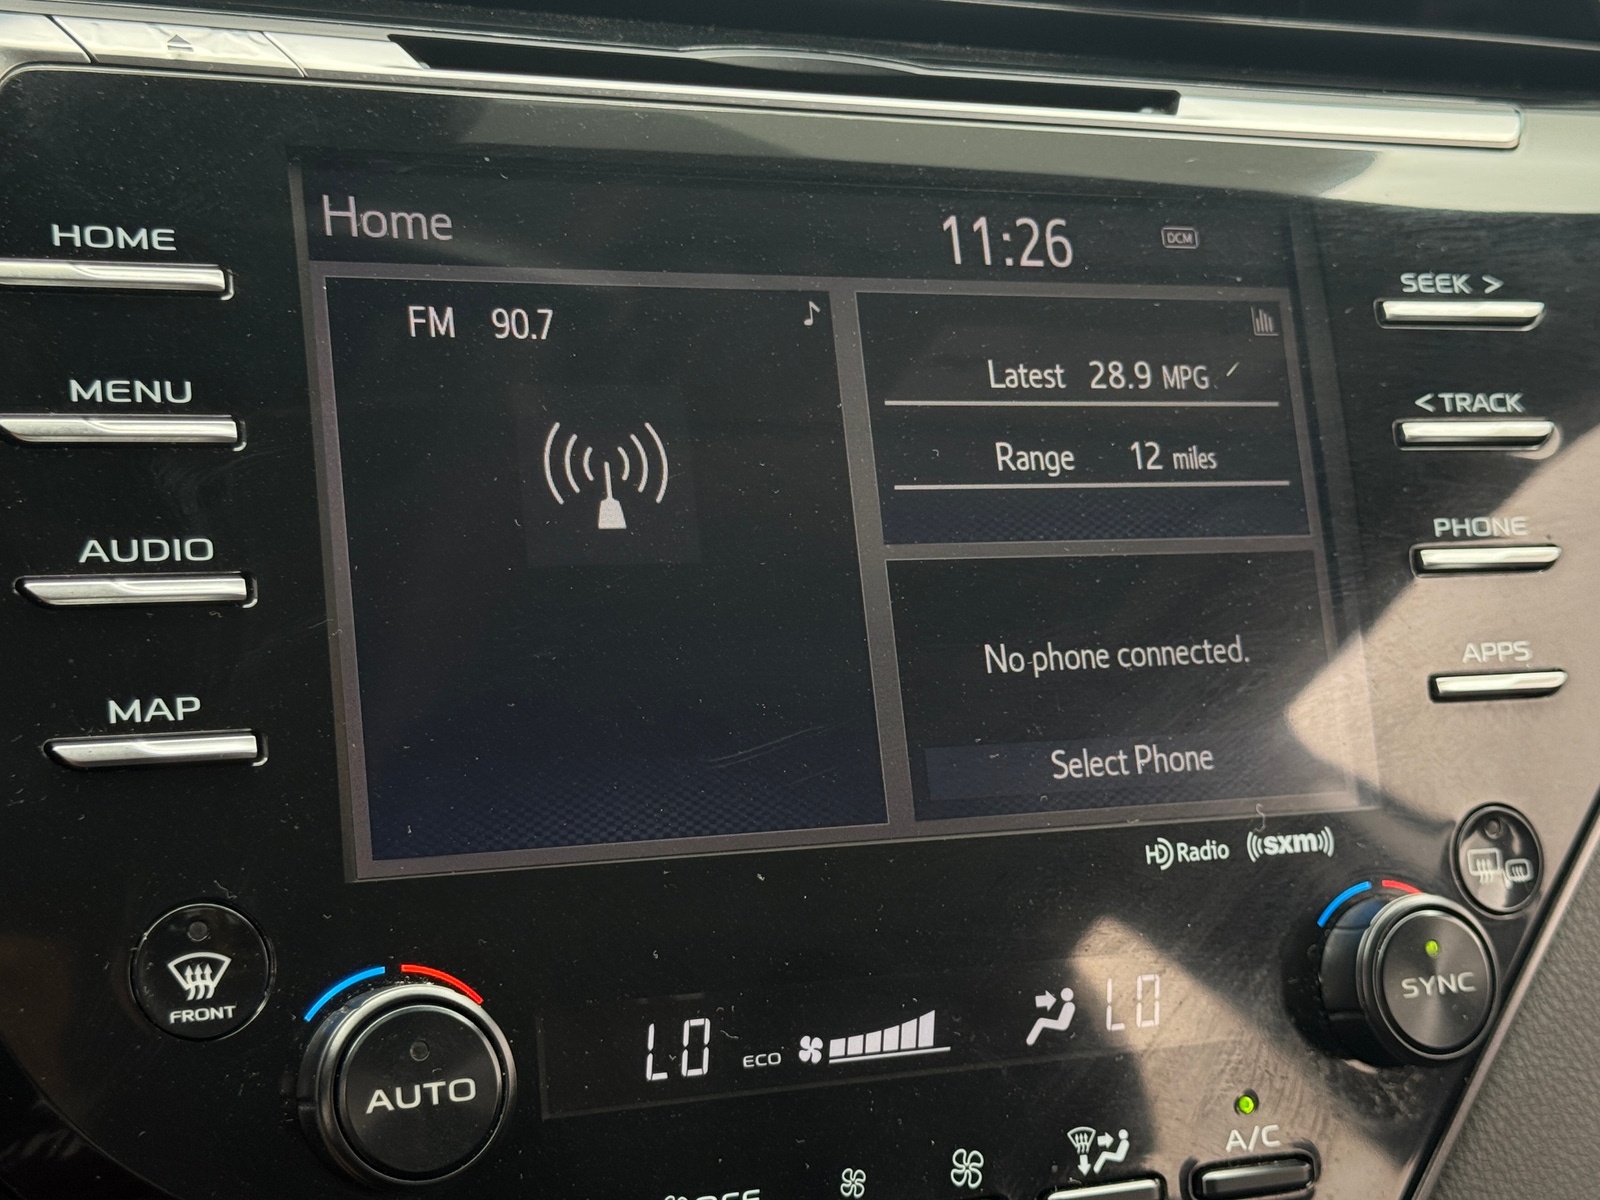 Home
11:26
DCM
HOME
MENU
AUDIO
MAP
FM 90.7
Latest 28.9 MPG
Range 12 miles
No phone connected.
Select Phone
SEEK >
< TRACK
PHONE
APPS
HD Radio
((sxm))
FRONT
AUTO
LO
ECO
LO
SYNC
A/C